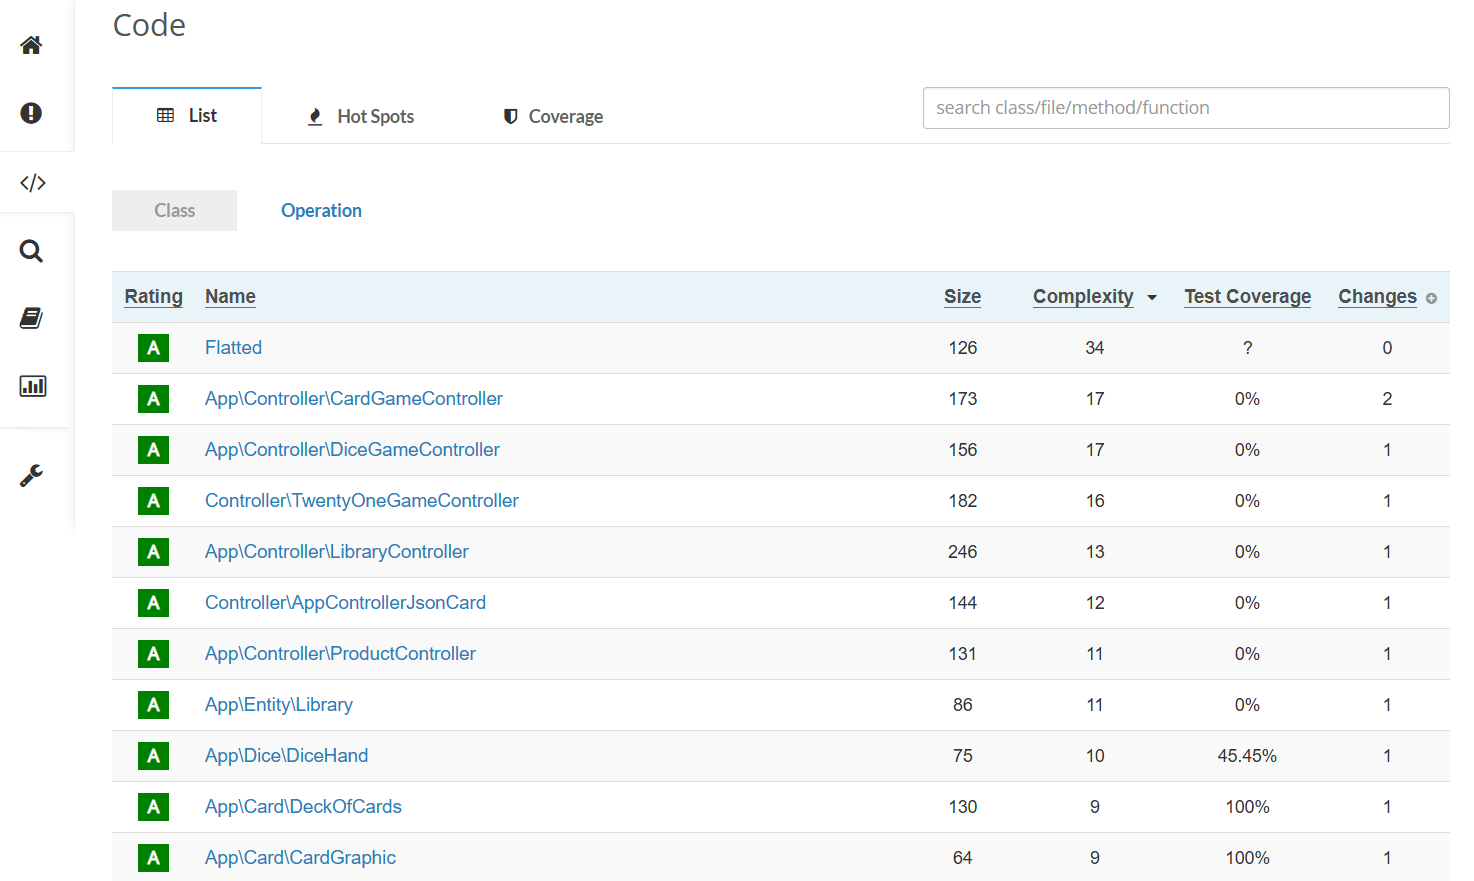 Code
List Hot Spots Coverage search class/file/method/function
Class Operation
Rating Name Size Complexity Test Coverage Changes
A Flatted 126 34 ? 0
A App\Controller\CardGameController 173 17 0% 2
A App\Controller\DiceGameController 156 17 0% 1
A Controller\TwentyOneGameController 182 16 0% 1
A App\Controller\LibraryController 246 13 0% 1
A Controller\AppControllerJsonCard 144 12 0% 1
A App\Controller\ProductController 131 11 0% 1
A App\Entity\Library 86 11 0% 1
A App\Dice\DiceHand 75 10 45.45% 1
A App\Card\DeckOfCards 130 9 100% 1
A App\Card\CardGraphic 64 9 100% 1